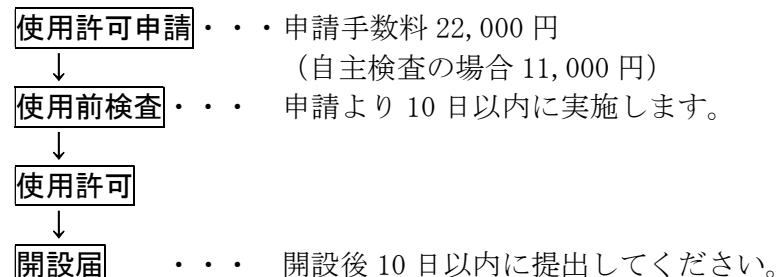 使用許可申請・・・申請手数料 22,000 円
↓ （自主検査の場合 11,000 円）
使用前検査・・・ 申請より 10 日以内に実施します。
↓
使用許可
↓
開設届 ・・・ 開設後 10 日以内に提出してください。